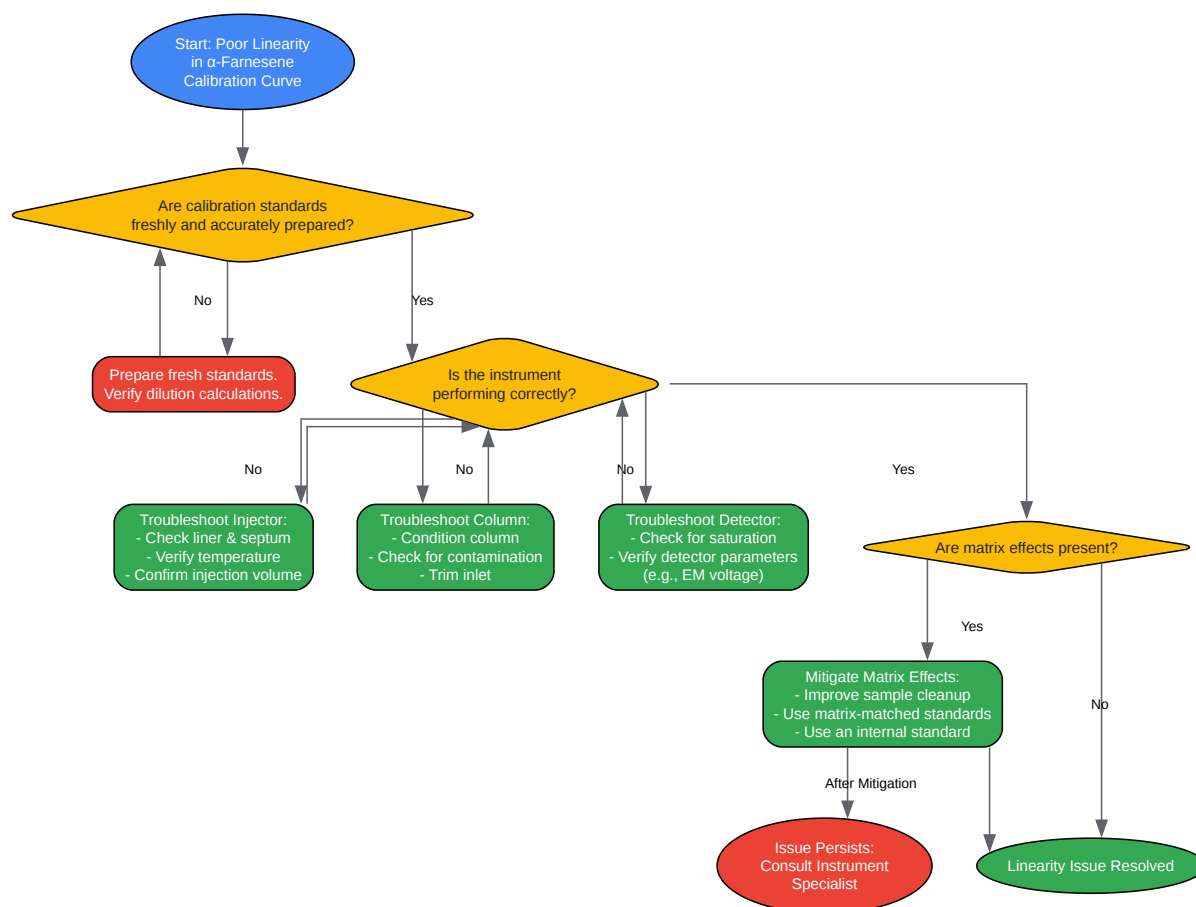 Start: Poor Linearity
in α-Farnesene
Calibration Curve
Are calibration standards
freshly and accurately prepared?
No
Yes
Prepare fresh standards.
Verify dilution calculations.
Is the instrument
performing correctly?
No
No
No
Yes
Troubleshoot Injector:
- Check liner & septum
- Verify temperature
- Confirm injection volume
Troubleshoot Column:
- Condition column
- Check for contamination
- Trim inlet
Troubleshoot Detector:
- Check for saturation
- Verify detector parameters
(e.g., EM voltage)
Are matrix effects present?
Yes
No
Mitigate Matrix Effects:
- Improve sample cleanup
- Use matrix-matched standards
- Use an internal standard
After Mitigation
Issue Persists:
Consult Instrument
Specialist
Linearity Issue Resolved